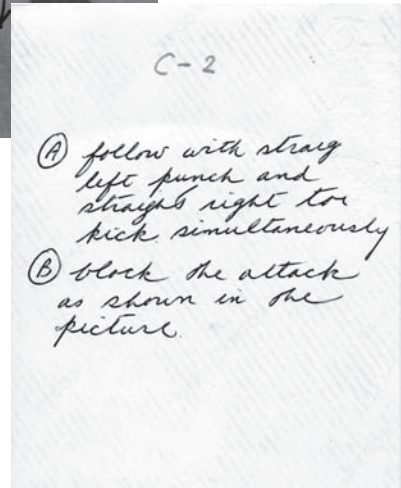 C-2
Ⓐ follow with straig
left punch and
straight right toe
kick simultaneously
Ⓑ block the attack
as shown in the
picture.